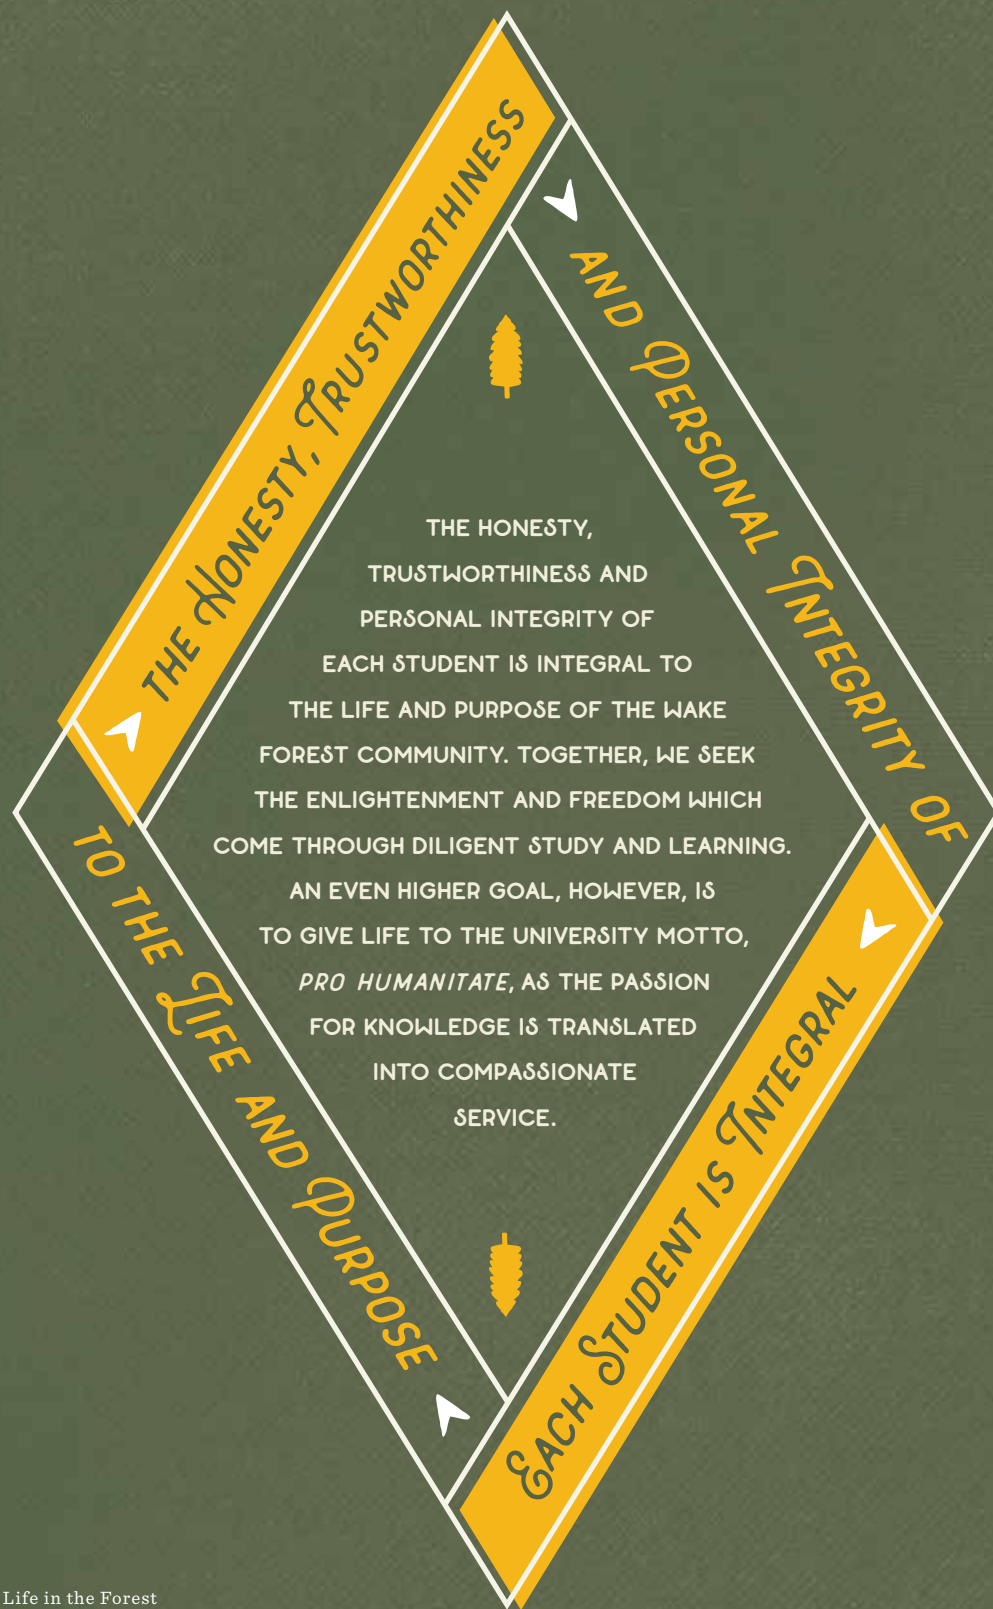 THE HONESTY, TRUSTWORTHINESS
AND PERSONAL INTEGRITY OF
EACH STUDENT IS INTEGRAL
TO THE LIFE AND PURPOSE
THE HONESTY,
TRUSTWORTHINESS AND
PERSONAL INTEGRITY OF
EACH STUDENT IS INTEGRAL TO
THE LIFE AND PURPOSE OF THE WAKE
FOREST COMMUNITY. TOGETHER, WE SEEK
THE ENLIGHTENMENT AND FREEDOM WHICH
COME THROUGH DILIGENT STUDY AND LEARNING.
AN EVEN HIGHER GOAL, HOWEVER, IS
TO GIVE LIFE TO THE UNIVERSITY MOTTO,
PRO HUMANITATE, AS THE PASSION
FOR KNOWLEDGE IS TRANSLATED
INTO COMPASSIONATE
SERVICE.
Life in the Forest